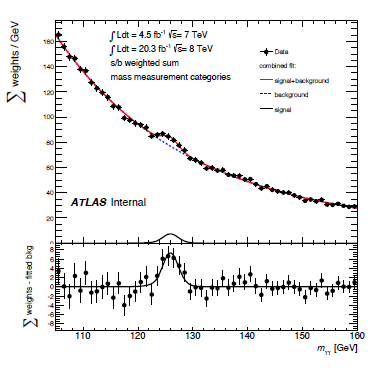 ∫ Ldt = 4.5 fb⁻¹ √s= 7 TeV
∫ Ldt = 20.3 fb⁻¹ √s= 8 TeV
s/b weighted sum
mass measurement categories
Data
combined fit:
signal+background
background
signal
ATLAS Internal
∑ weights / GeV
160
140
120
100
80
60
40
20
0
∑ weights - fitted bkg
8
6
4
2
0
-2
-4
-6
-8
110 120 130 140 150 160
mγγ [GeV]